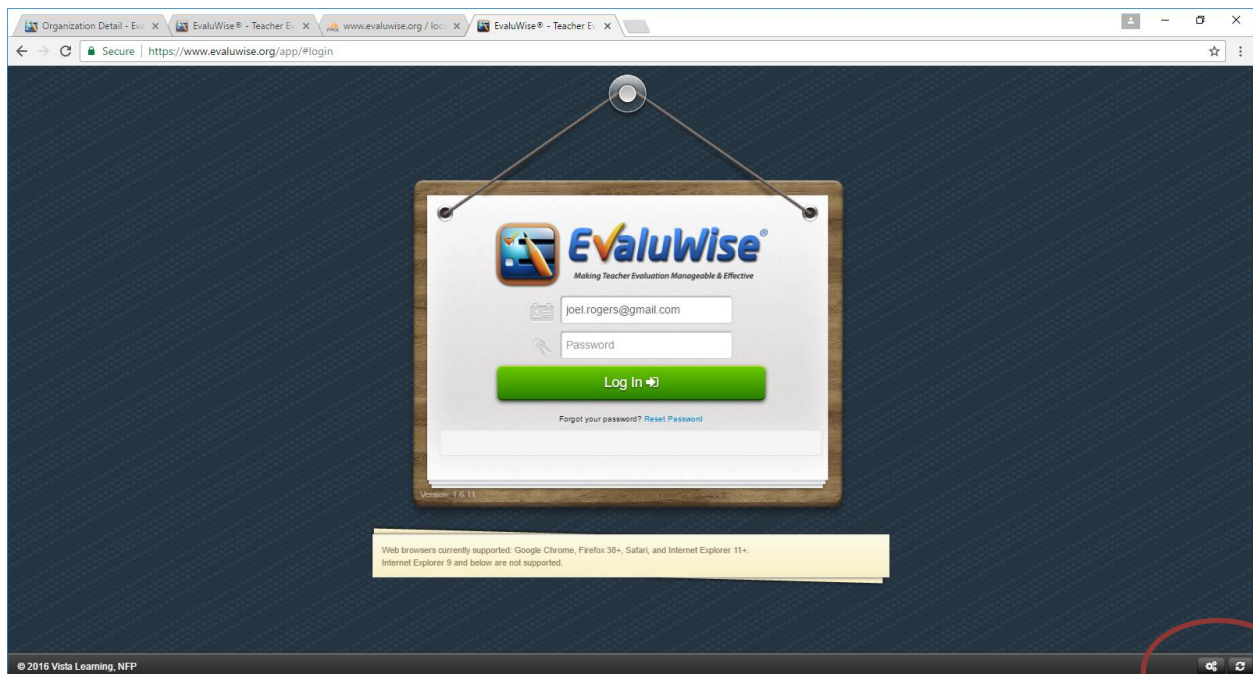 Organization Detail - Eva
EvaluWise® - Teacher Ev
www.evaluwise.org / loca
EvaluWise® - Teacher Ev
Secure | https://www.evaluwise.org/app/#login
EvaluWise®
Making Teacher Evaluation Manageable & Effective
joel.rogers@gmail.com
Password
Log In
Forgot your password? Reset Password
Version: 1.6.11
Web browsers currently supported: Google Chrome, Firefox 38+, Safari, and Internet Explorer 11+.
Internet Explorer 9 and below are not supported.
© 2016 Vista Learning, NFP